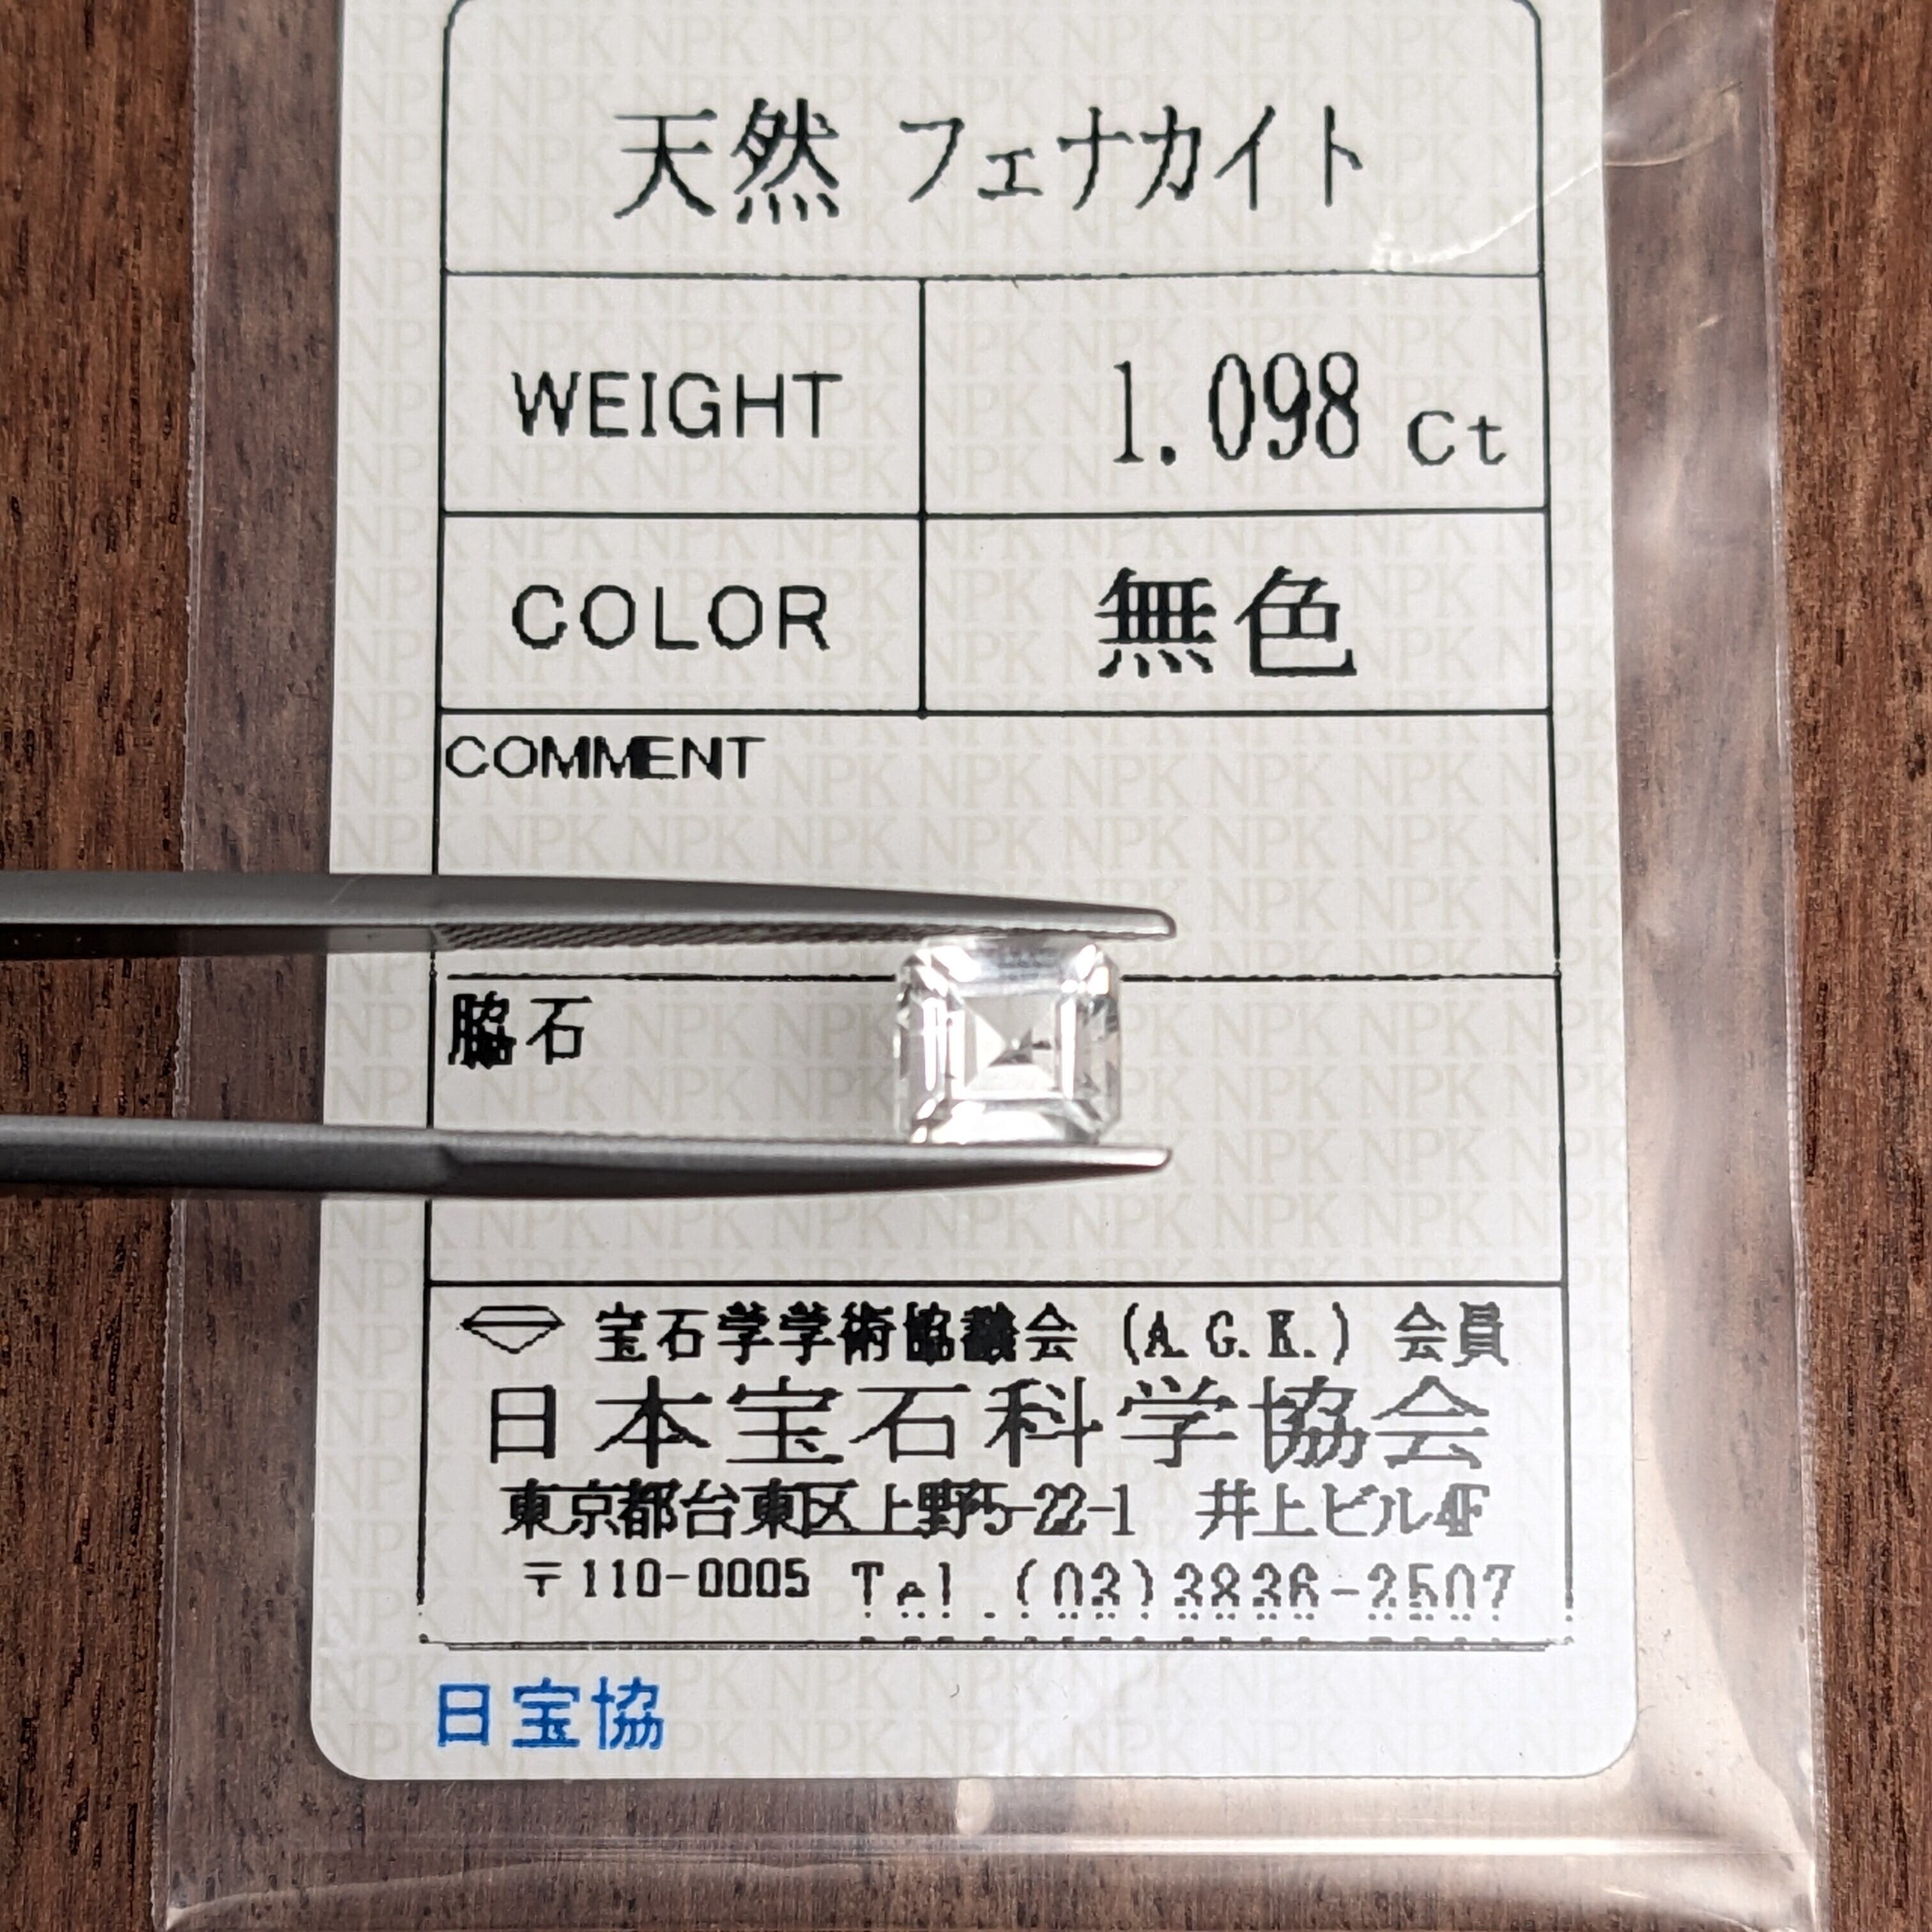 天然 フェナカイト
WEIGHT 1.098 Ct
COLOR 無色
COMMENT
脇石
宝石学学術協議会 (A.G.K.) 会員
日本宝石科学協会
東京都台東区上野5-22-1 井上ビル4F
〒110-0005 Tel.(03)3836-2507
日宝協